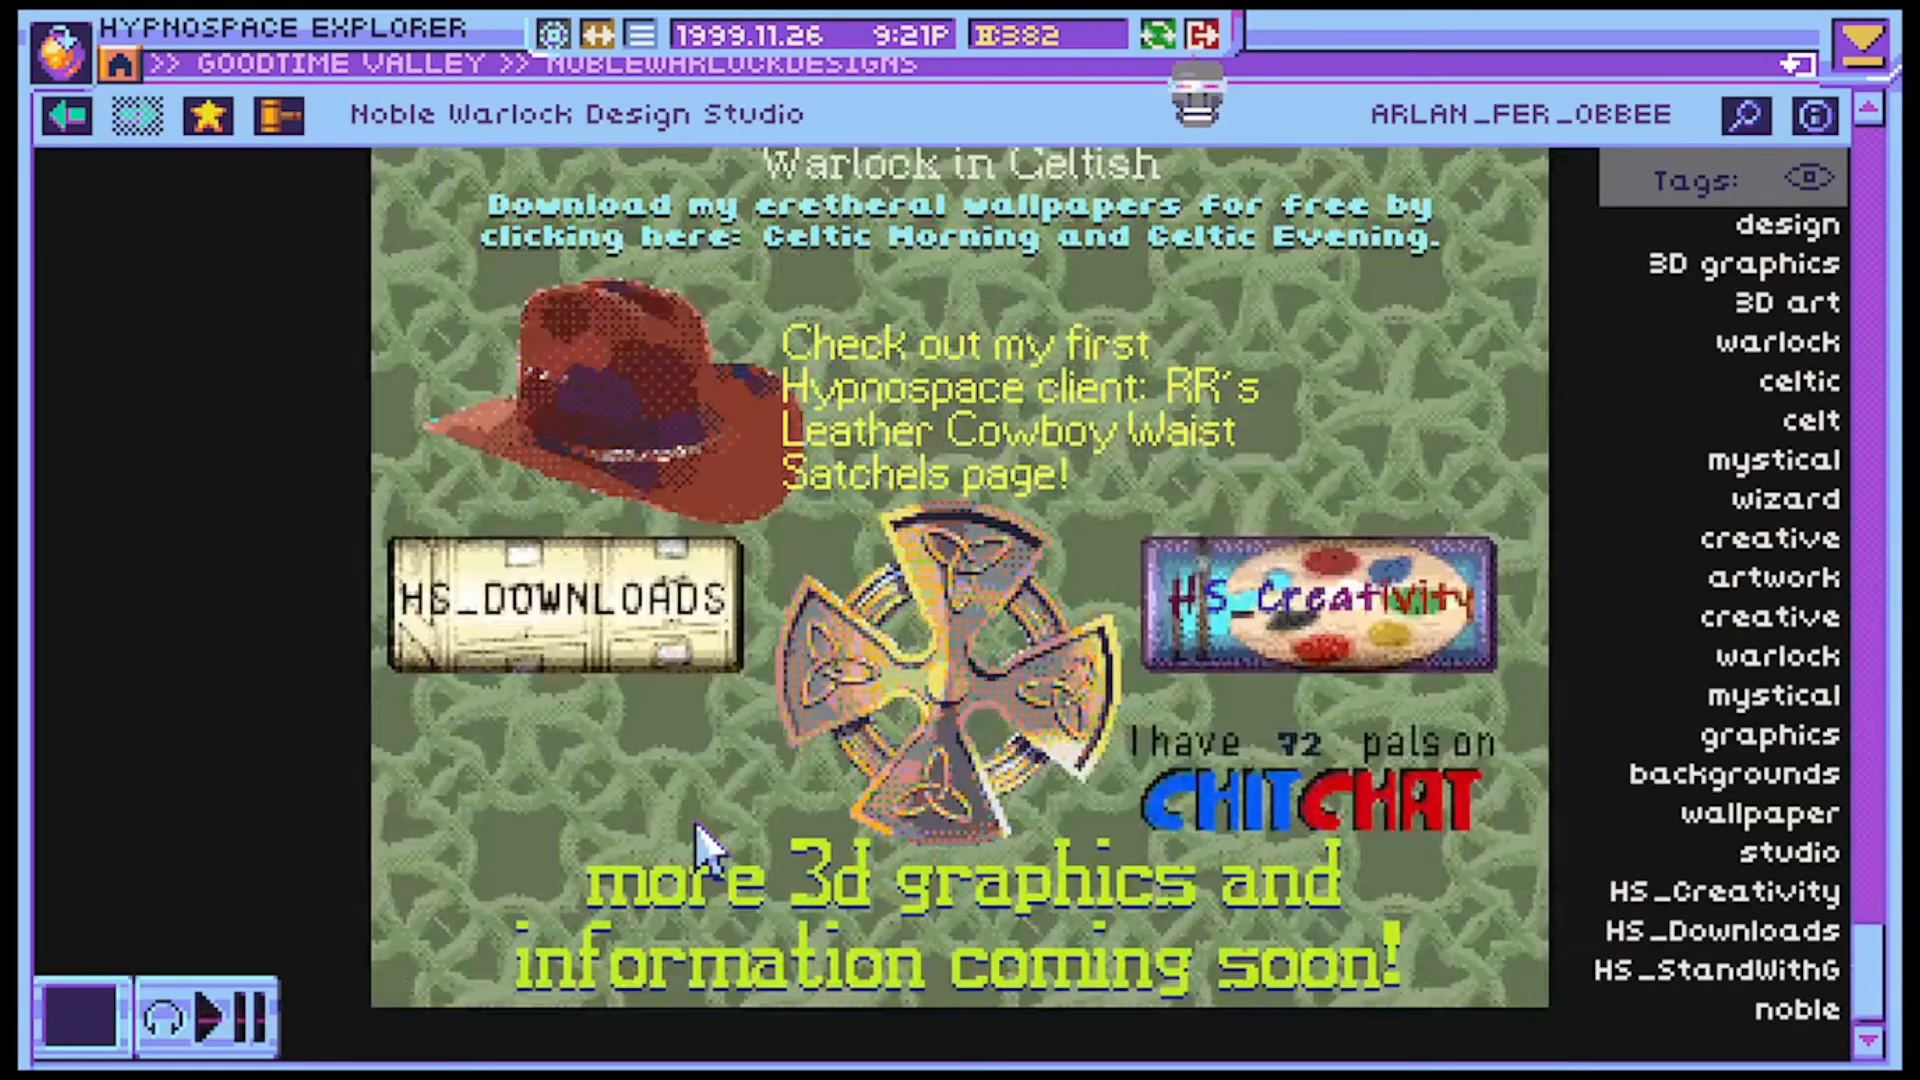 HYPNOSPACE EXPLORER
1999.11.26 9:21P
382
>> GOODTIME VALLEY >> NOBLEWARLOCKDESIGNS
Noble Warlock Design Studio
ARLAN_FER_OBBEE
Warlock in Celtish
Download my eretheral wallpapers for free by
clicking here: Celtic Morning and Celtic Evening.
Check out my first
Hypnospace client: RR's
Leather Cowboy Waist
Satchels page!
HS_DOWNLOADS
HS_Creativity
I have 72 pals on
CHITCHAT
more 3d graphics and
information coming soon!
Tags:
design
3D graphics
3D art
warlock
celtic
celt
mystical
wizard
creative
artwork
creative
warlock
mystical
graphics
backgrounds
wallpaper
studio
HS_Creativity
HS_Downloads
HS_StandWithG
noble